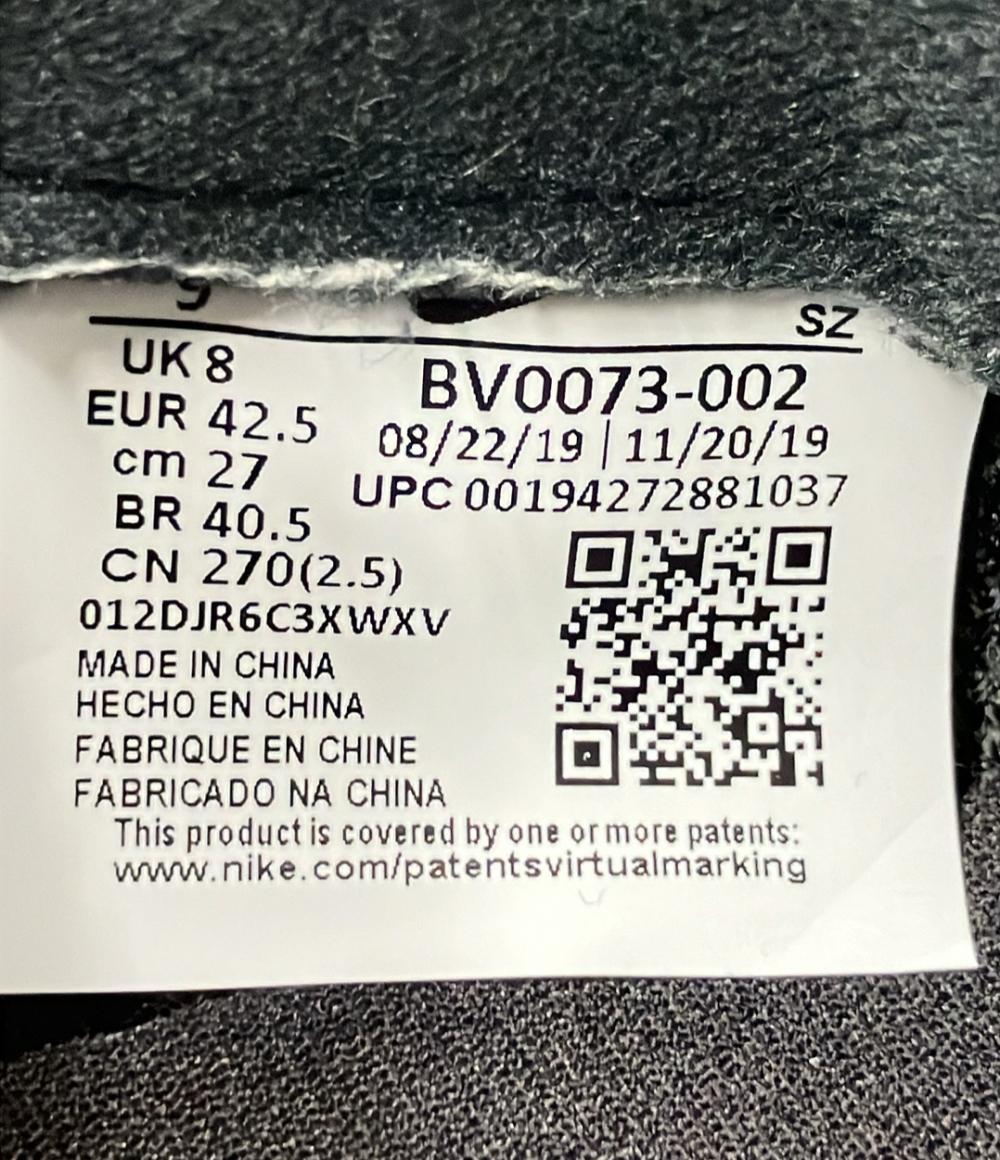 9
SZ
UK 8
EUR 42.5
cm 27
BR 40.5
CN 270(2.5)
BV0073-002
08/22/19 | 11/20/19
UPC 00194272881037
012DJR6C3XWXV
MADE IN CHINA
HECHO EN CHINA
FABRIQUE EN CHINE
FABRICADO NA CHINA
This product is covered by one or more patents:
www.nike.com/patentsvirtualmarking